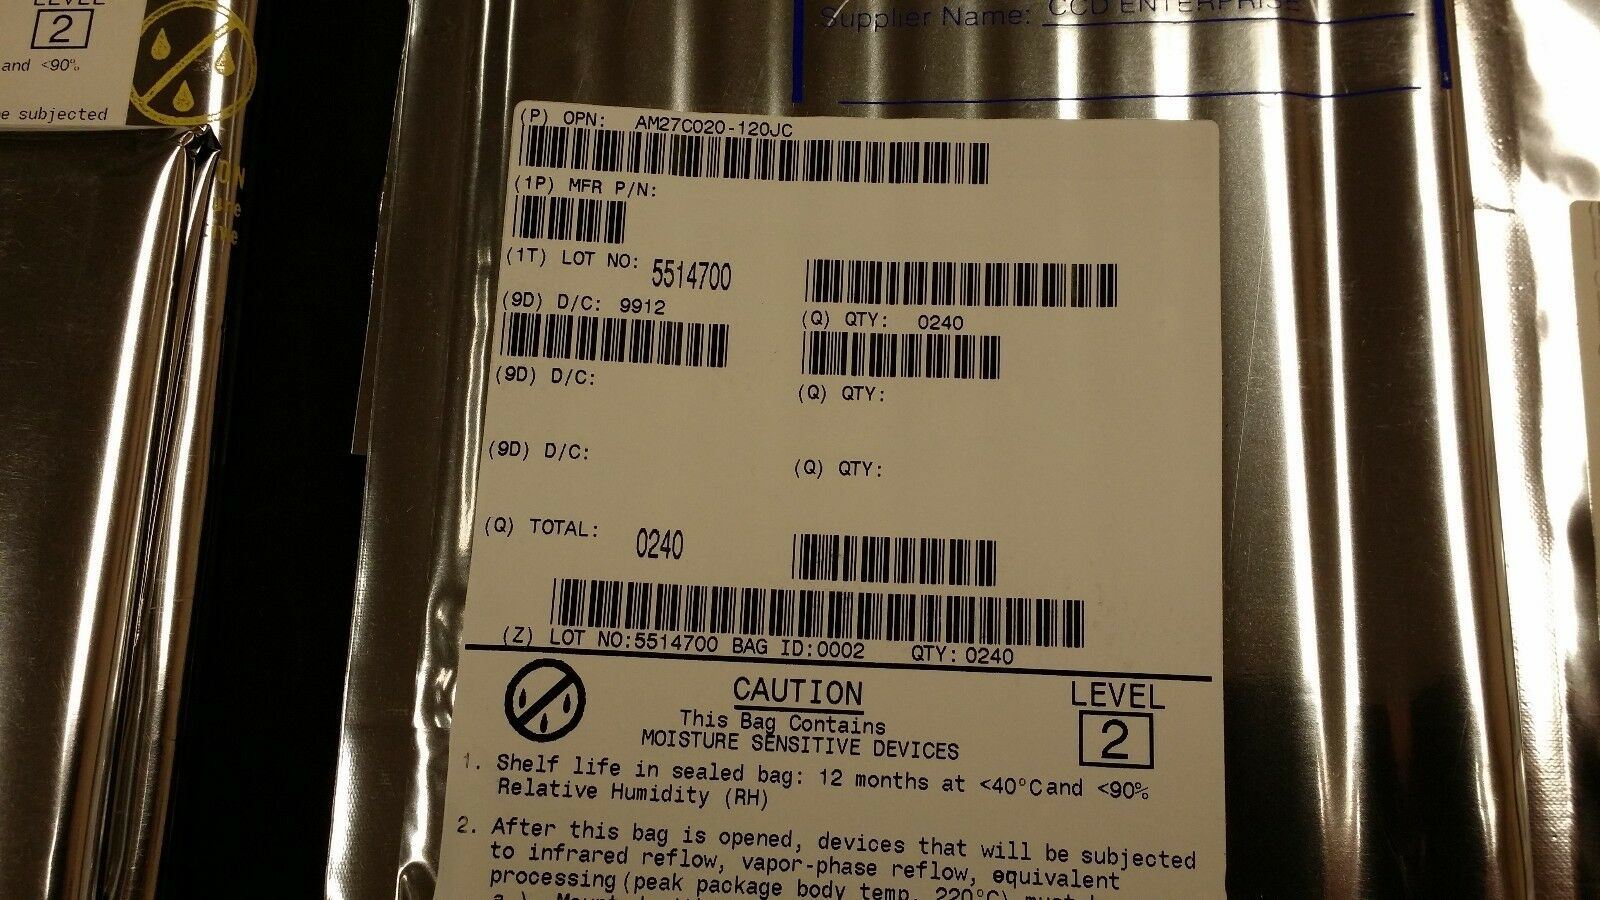 LEVEL
2
and <90%
e subjected
ON
Supplier Name: CCD ENTERPRISE
(P) OPN: AM27C020-120JC
(1P) MFR P/N:
(1T) LOT NO: 5514700
(9D) D/C: 9912
(Q) QTY: 0240
(9D) D/C:
(Q) QTY:
(9D) D/C:
(Q) QTY:
(Q) TOTAL: 0240
(Z) LOT NO:5514700 BAG ID:0002 QTY: 0240
CAUTION
This Bag Contains
MOISTURE SENSITIVE DEVICES
LEVEL
2
1. Shelf life in sealed bag: 12 months at <40°C and <90%
Relative Humidity (RH)
2. After this bag is opened, devices that will be subjected
to infrared reflow, vapor-phase reflow, equivalent
processing (peak package body temp. 220°C) must